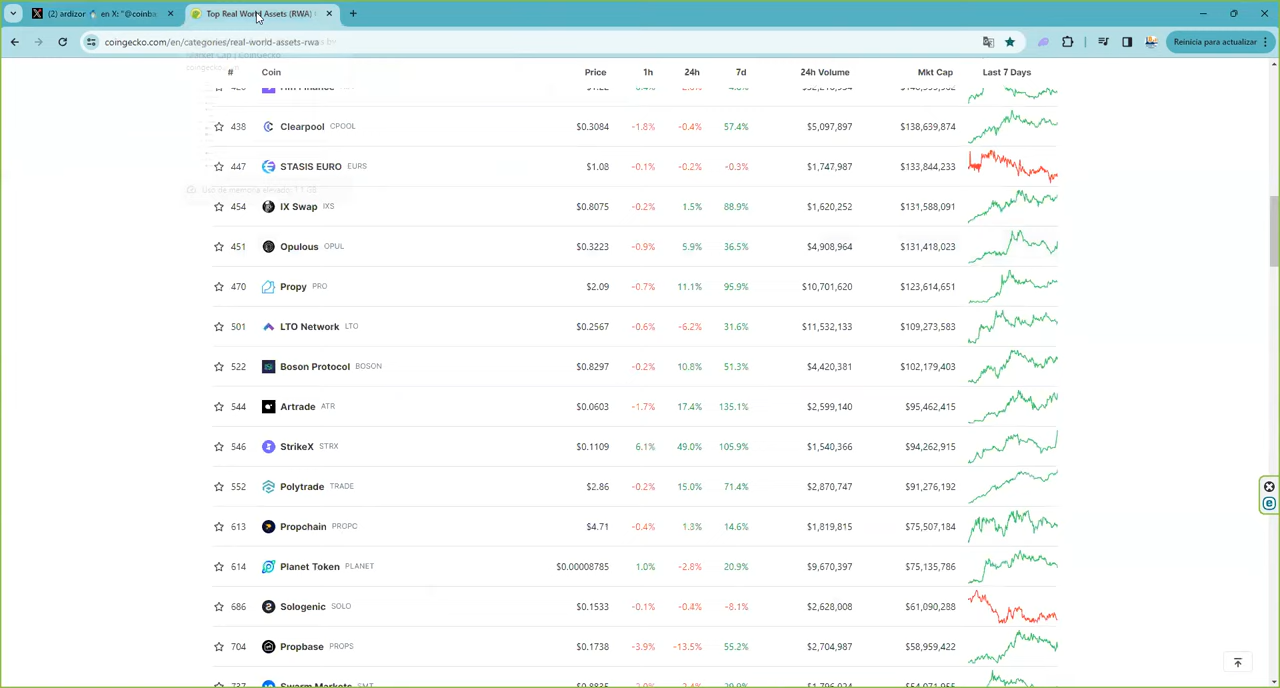 (2) ardizor en X: "@coinba
Top Real World Assets (RWA)
coingecko.com/en/categories/real-world-assets-rwa
Reinicia para actualizar
Market Cap | CoinGecko
Uso de memoria elevado: 1,1 GB
# Coin Price 1h 24h 7d 24h Volume Mkt Cap Last 7 Days
438 Clearpool CPOOL $0.3084 -1.8% -0.4% 57.4% $5,097,897 $138,639,874
447 STASIS EURO EURS $1.08 -0.1% -0.2% -0.3% $1,747,987 $133,844,233
454 IX Swap IXS $0.8075 -0.2% 1.5% 88.9% $1,620,252 $131,588,091
451 Opulous OPUL $0.3223 -0.9% 5.9% 36.5% $4,908,964 $131,418,023
470 Propy PRO $2.09 -0.7% 11.1% 95.9% $10,701,620 $123,614,651
501 LTO Network LTO $0.2567 -0.6% -6.2% 31.6% $11,532,133 $109,273,583
522 Boson Protocol BOSON $0.8297 -0.2% 10.8% 51.3% $4,420,381 $102,179,403
544 Artrade ATR $0.0603 -1.7% 17.4% 135.1% $2,599,140 $95,462,415
546 StrikeX STRX $0.1109 6.1% 49.0% 105.9% $1,540,366 $94,262,915
552 Polytrade TRADE $2.86 -0.2% 15.0% 71.4% $2,870,747 $91,276,192
613 Propchain PROPC $4.71 -0.4% 1.3% 14.6% $1,819,815 $75,507,184
614 Planet Token PLANET $0.00008785 1.0% -2.8% 20.9% $9,670,397 $75,135,786
686 Sologenic SOLO $0.1533 -0.1% -0.4% -8.1% $2,628,008 $61,090,288
704 Propbase PROPS $0.1738 -3.9% -13.5% 55.2% $2,704,987 $58,959,422
Swarm Markets SMT